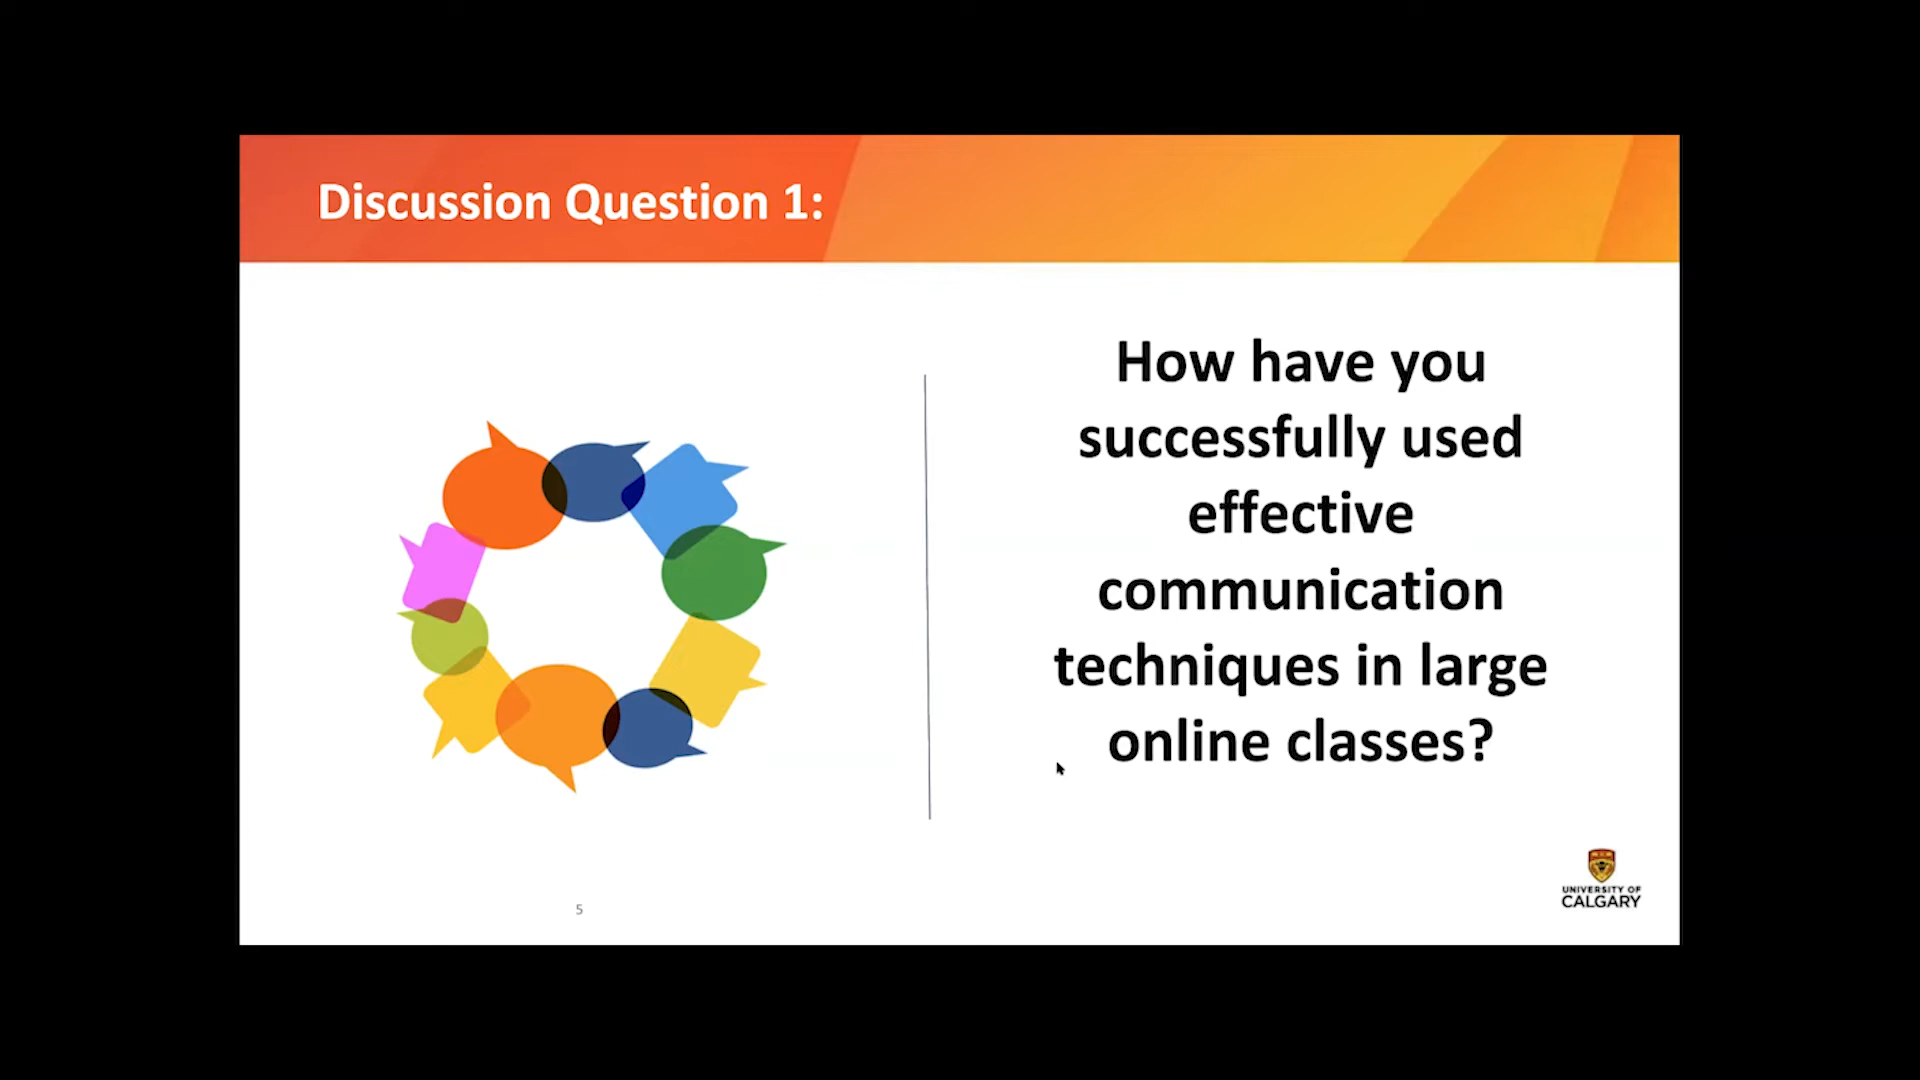 Discussion Question 1:
How have you
successfully used
effective
communication
techniques in large
online classes?
UNIVERSITY OF
CALGARY
5